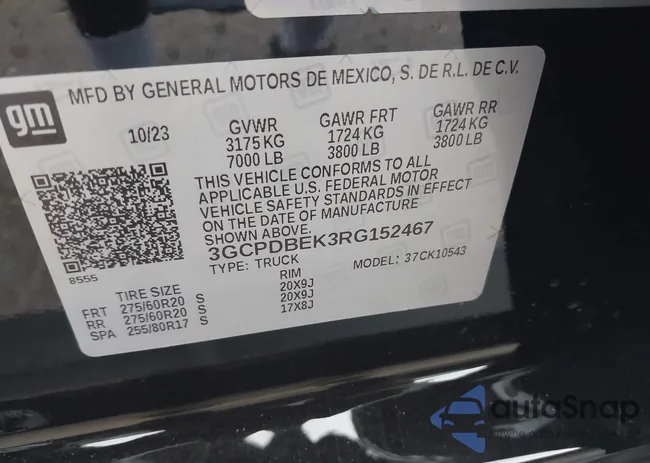 gm
MFD BY GENERAL MOTORS DE MEXICO, S. DE R.L. DE C.V.
10/23 GVWR GAWR FRT GAWR RR
3175 KG 1724 KG 1724 KG
7000 LB 3800 LB 3800 LB
THIS VEHICLE CONFORMS TO ALL
APPLICABLE U.S. FEDERAL MOTOR
VEHICLE SAFETY STANDARDS IN EFFECT
ON THE DATE OF MANUFACTURE
SHOWN ABOVE.
3GCPDBEK3RG152467
TYPE: TRUCK MODEL: 37CK10543
8555
TIRE SIZE RIM
FRT 275/60R20 S 20X9J
RR 275/60R20 S 20X9J
SPA 255/80R17 S 17X8J
autoSnap